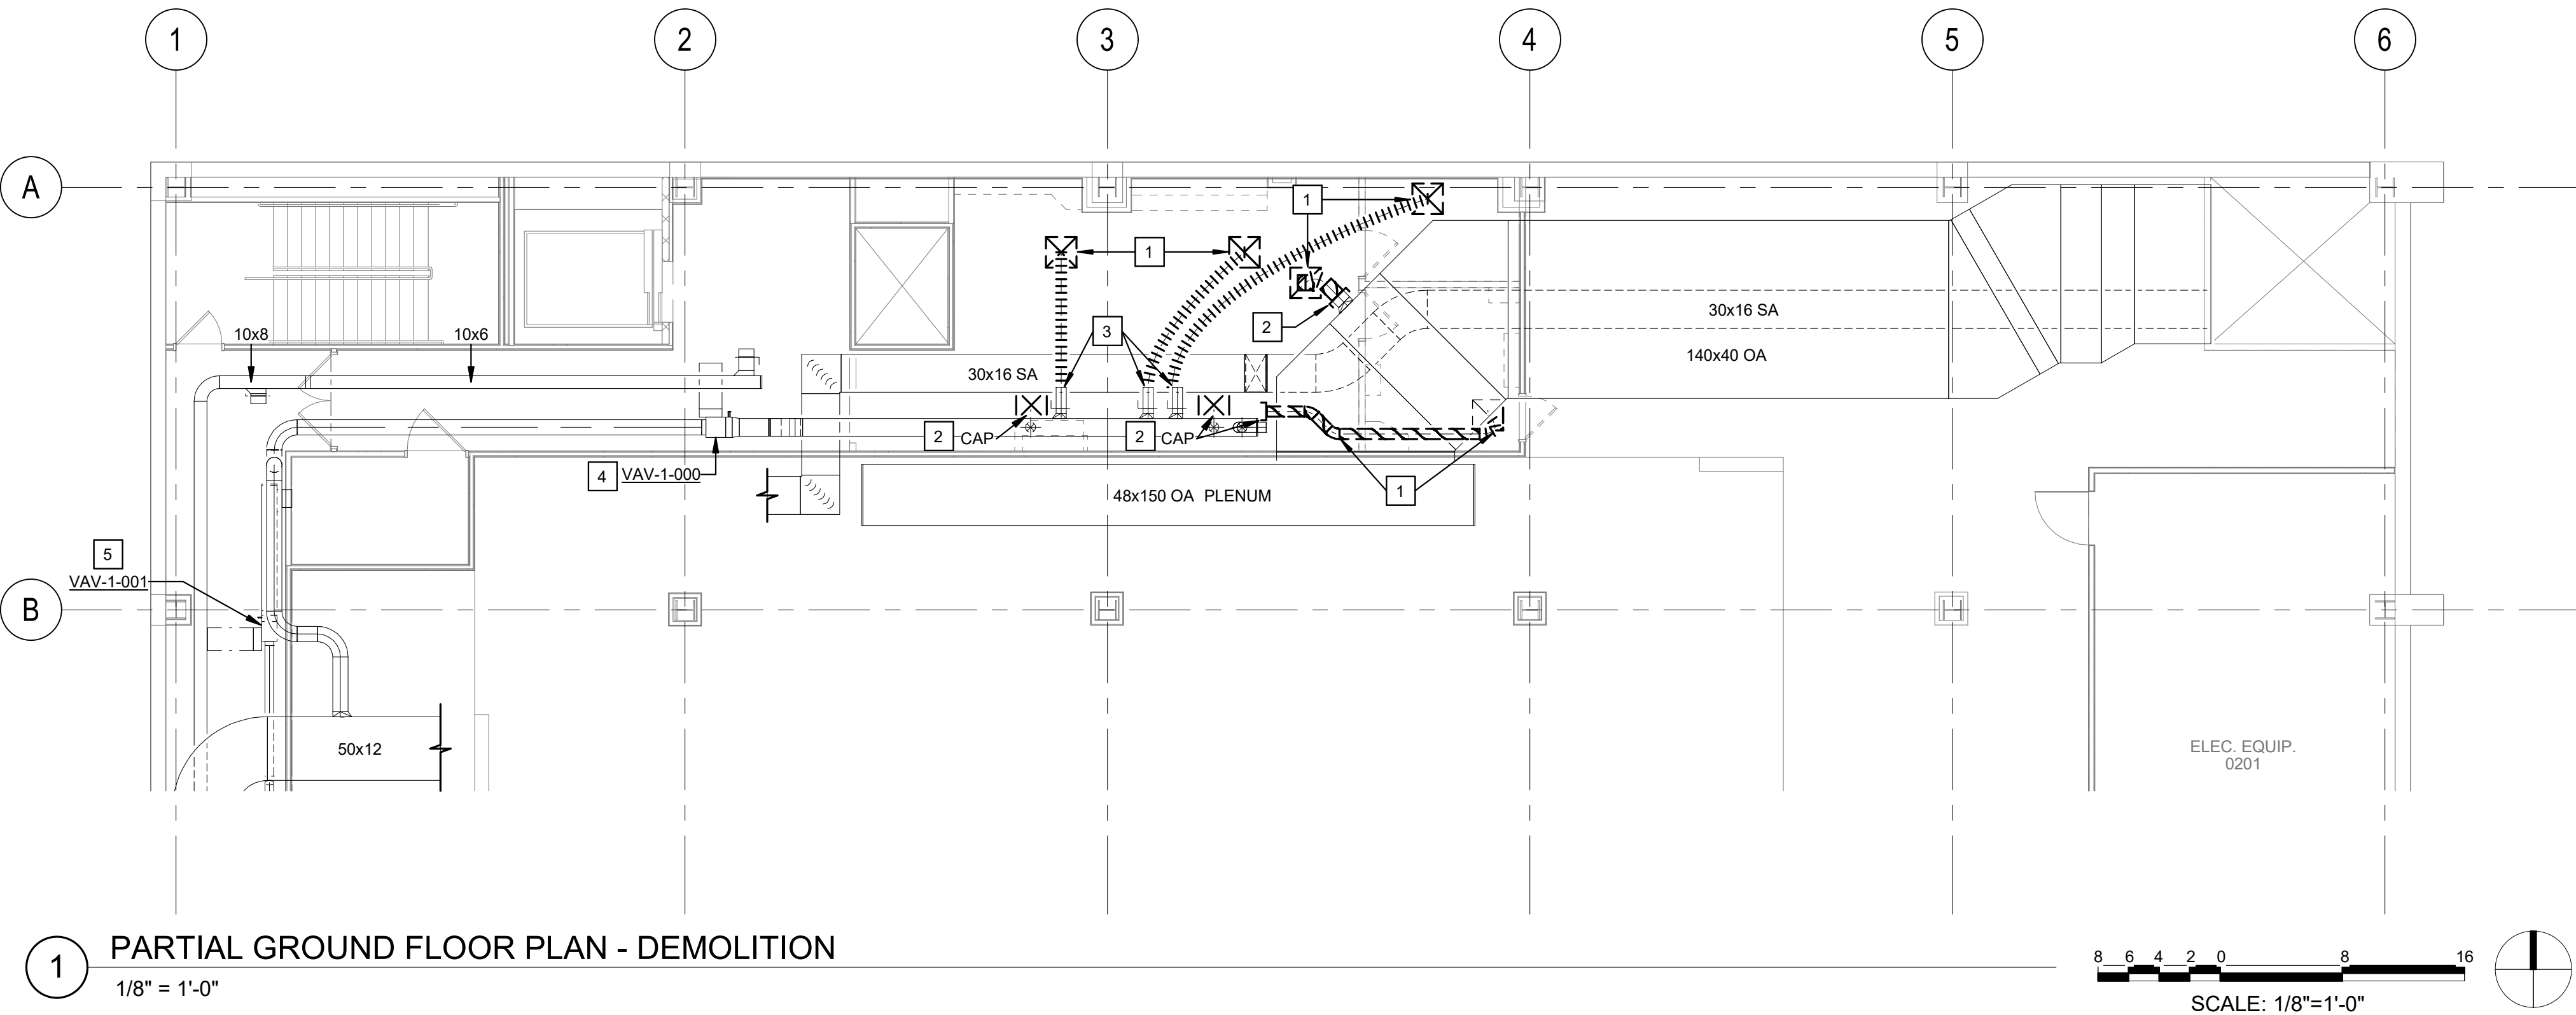 1 2 3 4 5 6
A
1
1
2
10x8
10x6
3
30x16 SA
30x16 SA
140x40 OA
2 CAP
2 CAP
4 VAV-1-000
1
48x150 OA PLENUM
5
VAV-1-001
B
50x12
ELEC. EQUIP.
0201
1
PARTIAL GROUND FLOOR PLAN - DEMOLITION
1/8" = 1'-0"
8 6 4 2 0 8 16
SCALE: 1/8"=1'-0"